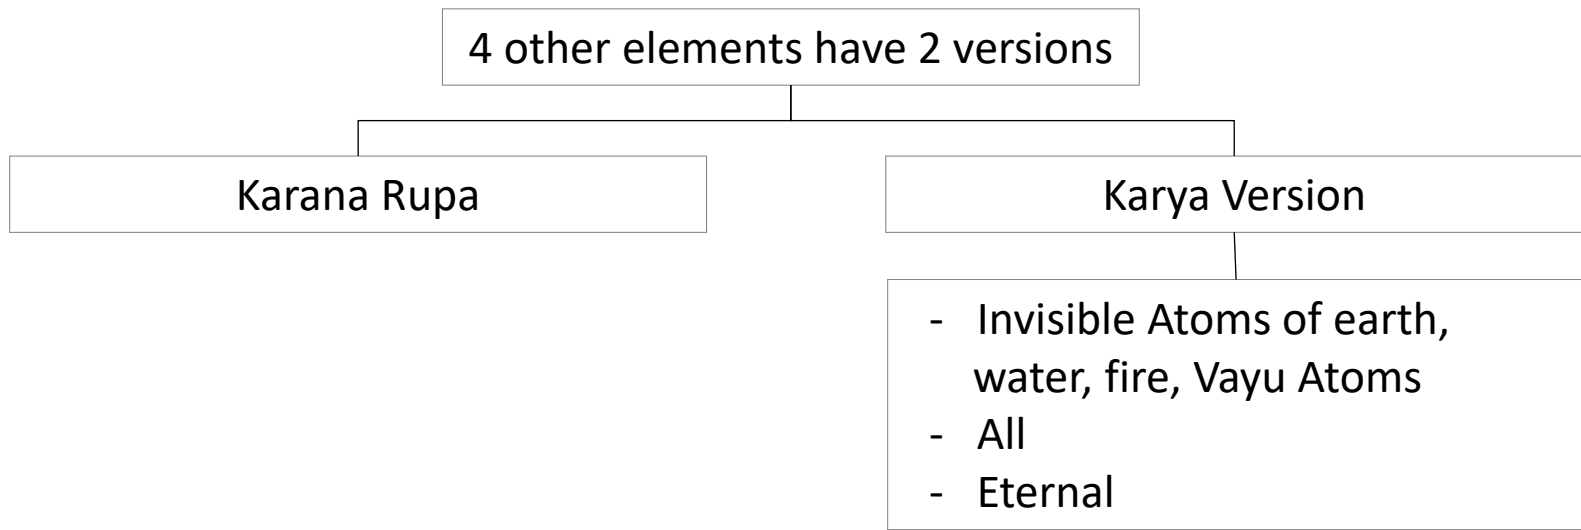 4 other elements have 2 versions
Karana Rupa
Karya Version
- Invisible Atoms of earth,
water, fire, Vayu Atoms
- All
- Eternal